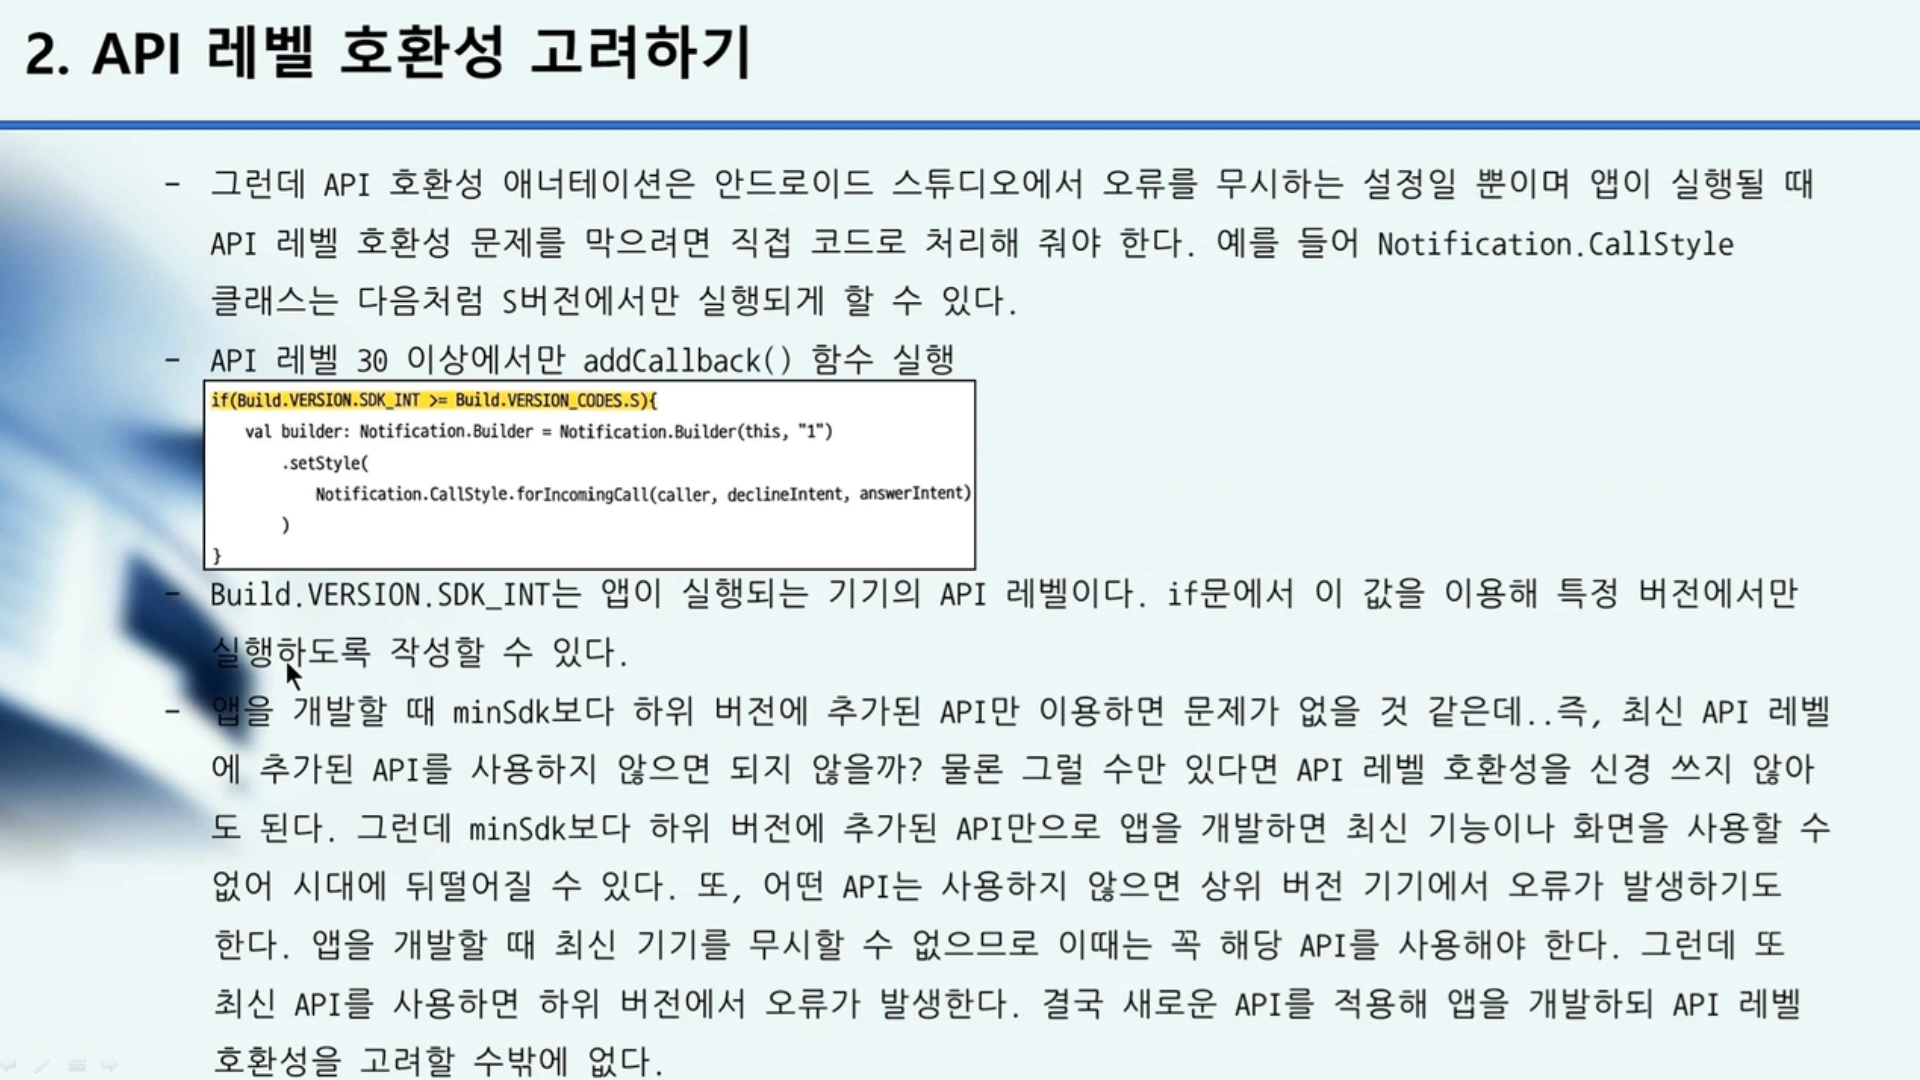 2. API 레벨 호환성 고려하기
- 그런데 API 호환성 애너테이션은 안드로이드 스튜디오에서 오류를 무시하는 설정일 뿐이며 앱이 실행될 때
API 레벨 호환성 문제를 막으려면 직접 코드로 처리해 줘야 한다. 예를 들어 Notification.CallStyle
클래스는 다음처럼 S버전에서만 실행되게 할 수 있다.
- API 레벨 30 이상에서만 addCallback() 함수 실행
if(Build.VERSION.SDK_INT >= Build.VERSION_CODES.S){
val builder: Notification.Builder = Notification.Builder(this, "1")
.setStyle(
Notification.CallStyle.forIncomingCall(caller, declineIntent, answerIntent)
)
}
- Build.VERSION.SDK_INT는 앱이 실행되는 기기의 API 레벨이다. if문에서 이 값을 이용해 특정 버전에서만
실행하도록 작성할 수 있다.
- 앱을 개발할 때 minSdk보다 하위 버전에 추가된 API만 이용하면 문제가 없을 것 같은데..즉, 최신 API 레벨
에 추가된 API를 사용하지 않으면 되지 않을까? 물론 그럴 수만 있다면 API 레벨 호환성을 신경 쓰지 않아
도 된다. 그런데 minSdk보다 하위 버전에 추가된 API만으로 앱을 개발하면 최신 기능이나 화면을 사용할 수
없어 시대에 뒤떨어질 수 있다. 또, 어떤 API는 사용하지 않으면 상위 버전 기기에서 오류가 발생하기도
한다. 앱을 개발할 때 최신 기기를 무시할 수 없으므로 이때는 꼭 해당 API를 사용해야 한다. 그런데 또
최신 API를 사용하면 하위 버전에서 오류가 발생한다. 결국 새로운 API를 적용해 앱을 개발하되 API 레벨
호환성을 고려할 수밖에 없다.